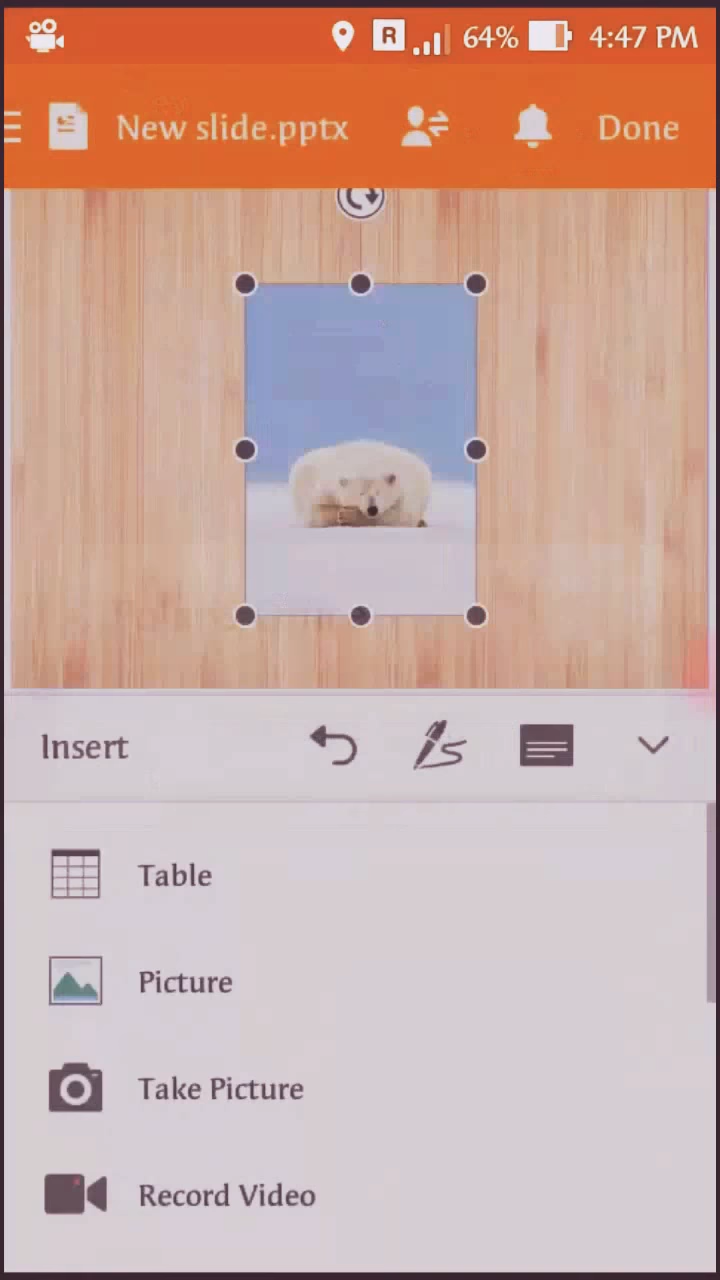 R 64% 4:47 PM
New slide.pptx Done
Insert
Table
Picture
Take Picture
Record Video